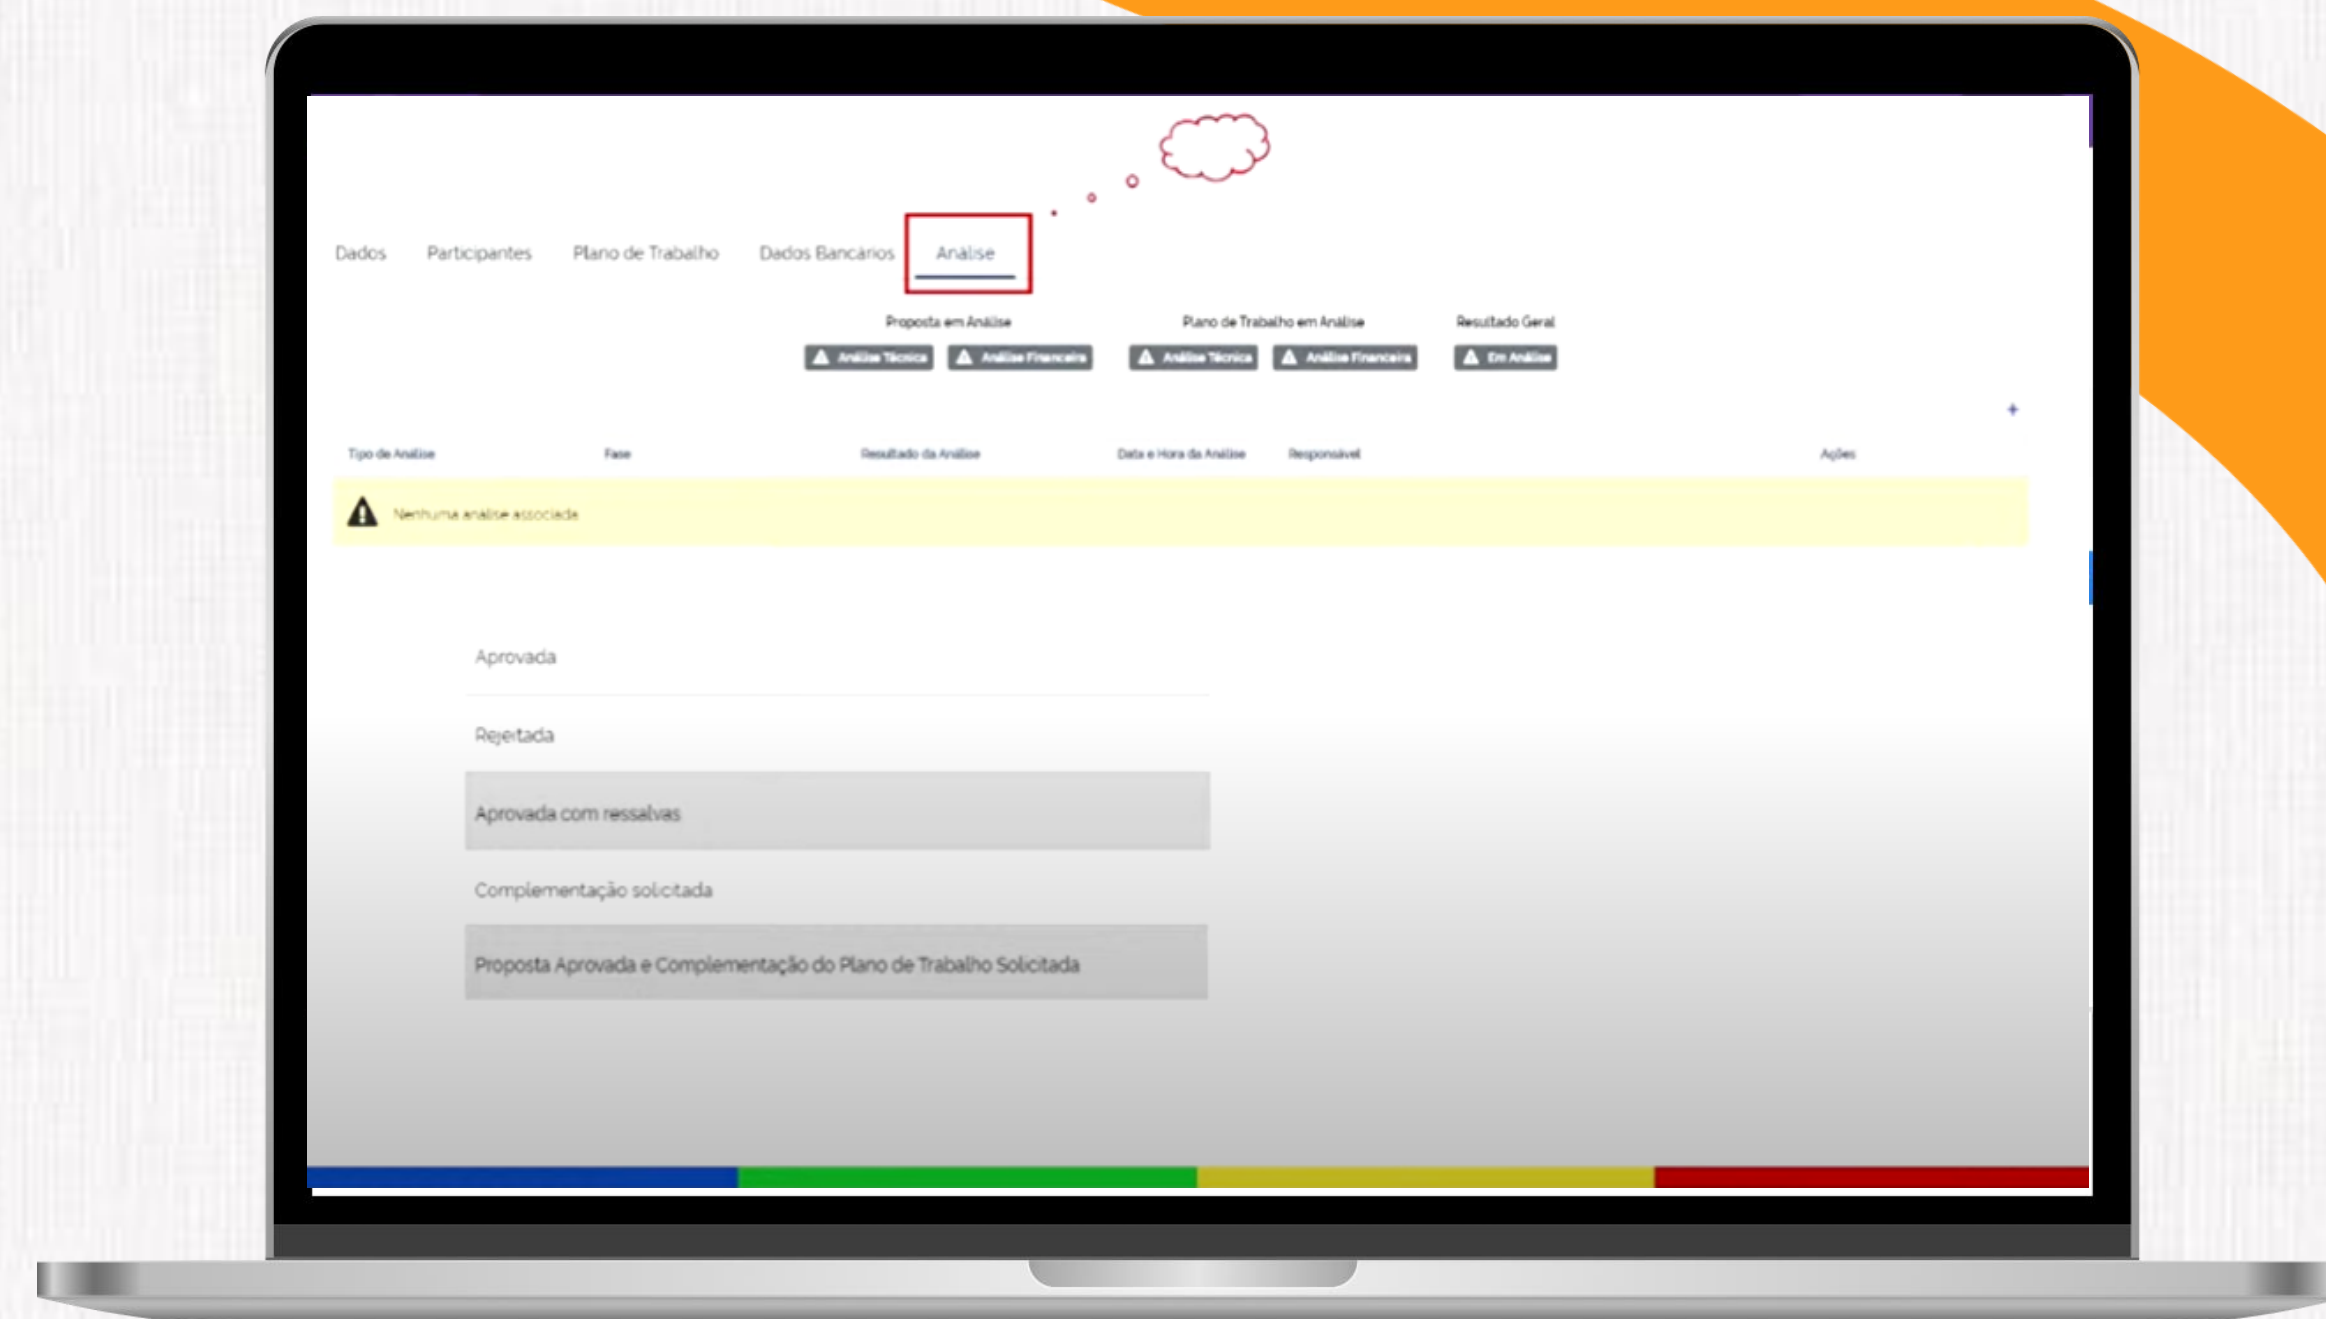 Dados Participantes Plano de Trabalho Dados Bancários Análise
Proposta em Análise Plano de Trabalho em Análise Resultado Geral
Análise Técnica Análise Financeira Análise Técnica Análise Financeira Em Análise
+
Tipo de Análise Fase Resultado da Análise Data e Hora da Análise Responsável Ações
Nenhuma análise associada
Aprovada
Rejeitada
Aprovada com ressalvas
Complementação solicitada
Proposta Aprovada e Complementação do Plano de Trabalho Solicitada